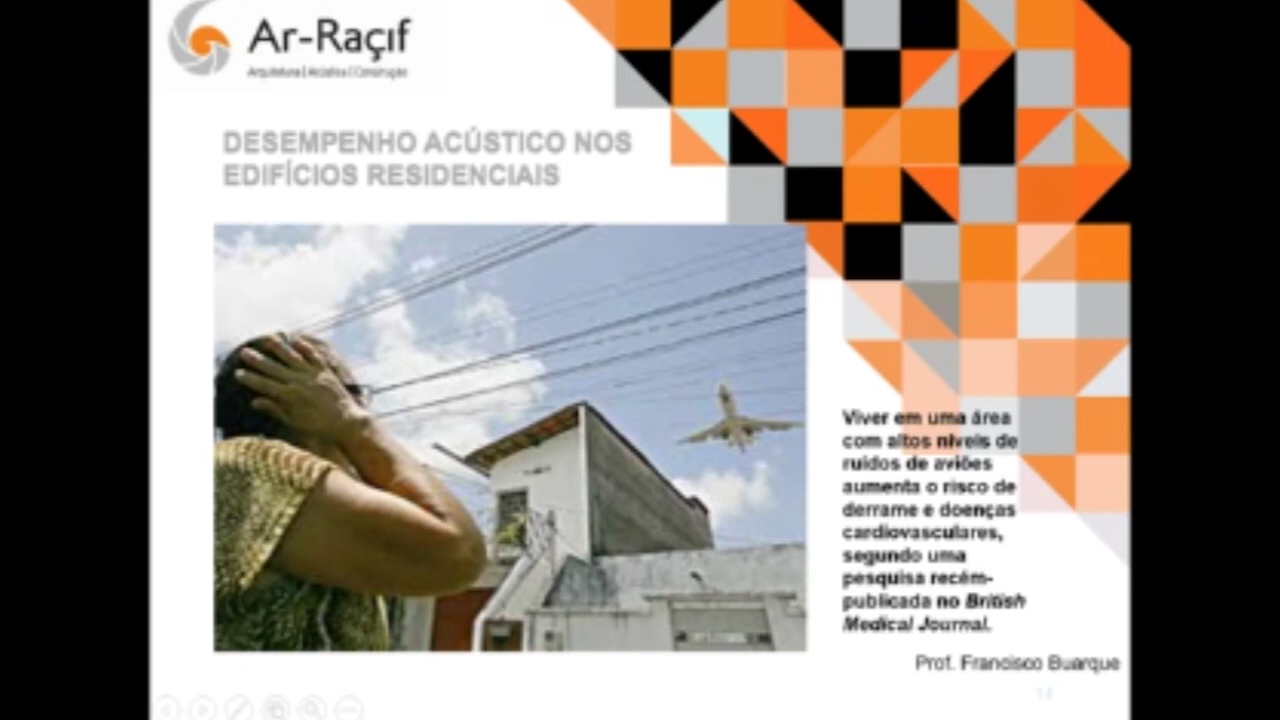 Ar-Raçıf
Arquitetura | Acústica | Construção
DESEMPENHO ACÚSTICO NOS
EDIFÍCIOS RESIDENCIAIS
Viver em uma área
com altos níveis de
ruídos de aviões
aumenta o risco de
derrame e doenças
cardiovasculares,
segundo uma
pesquisa recém-
publicada no British
Medical Journal.
Prof. Francisco Buarque
14